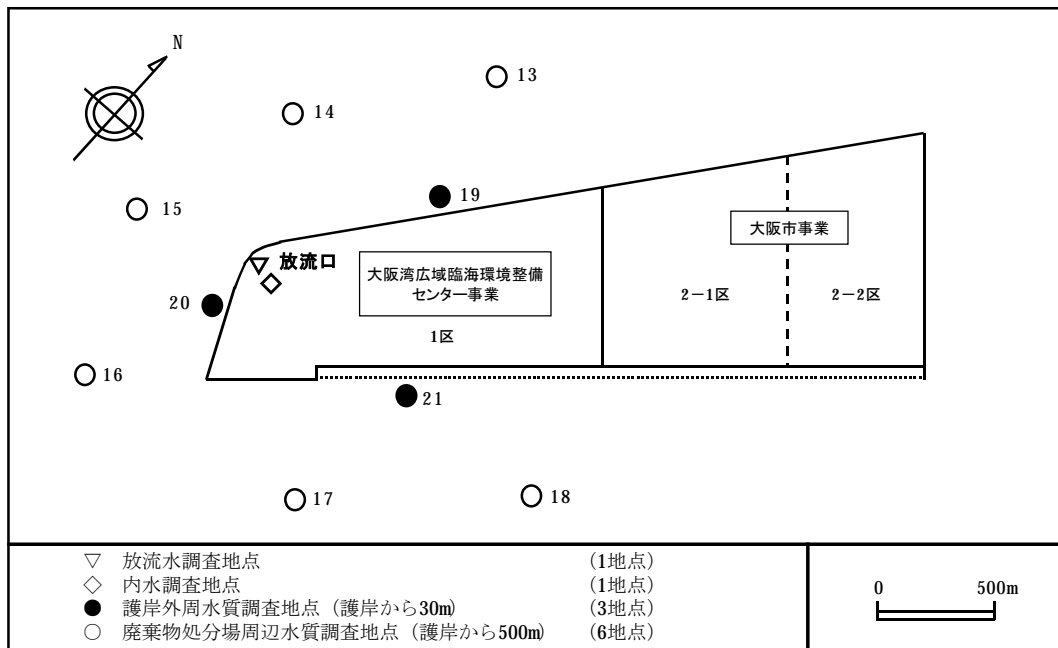 N
13
14
15
19
大阪市事業
放流口
大阪湾広域臨海環境整備
センター事業
20
2－1区
2－2区
1区
16
21
17
18
▽ 放流水調査地点 (1地点)
◇ 内水調査地点 (1地点)
● 護岸外周水質調査地点 (護岸から30m) (3地点)
○ 廃棄物処分場周辺水質調査地点 (護岸から500m) (6地点)
0 500m